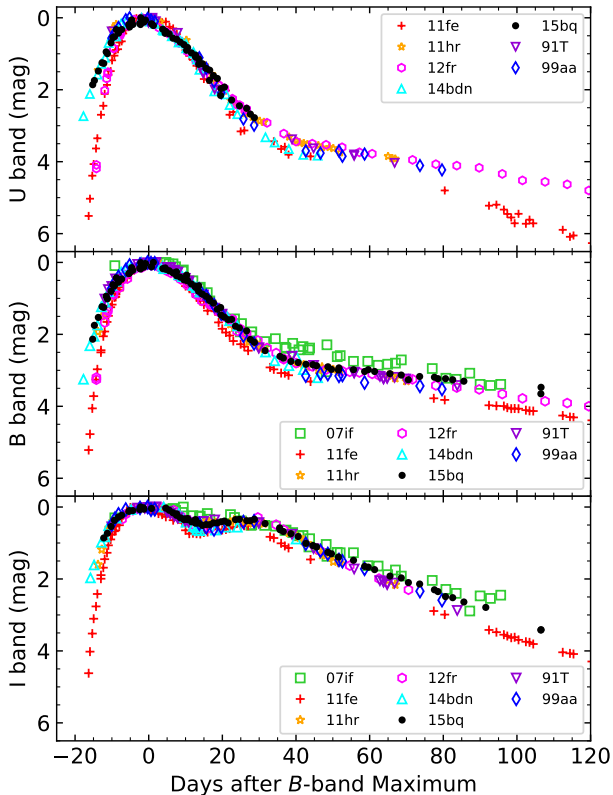 0
2
4
6
U band (mag)
11fe
11hr
12fr
14bdn
15bq
91T
99aa
0
2
4
6
B band (mag)
07if
11fe
11hr
12fr
14bdn
15bq
91T
99aa
0
2
4
6
I band (mag)
07if
11fe
11hr
12fr
14bdn
15bq
91T
99aa
−20 0 20 40 60 80 100 120
Days after B-band Maximum